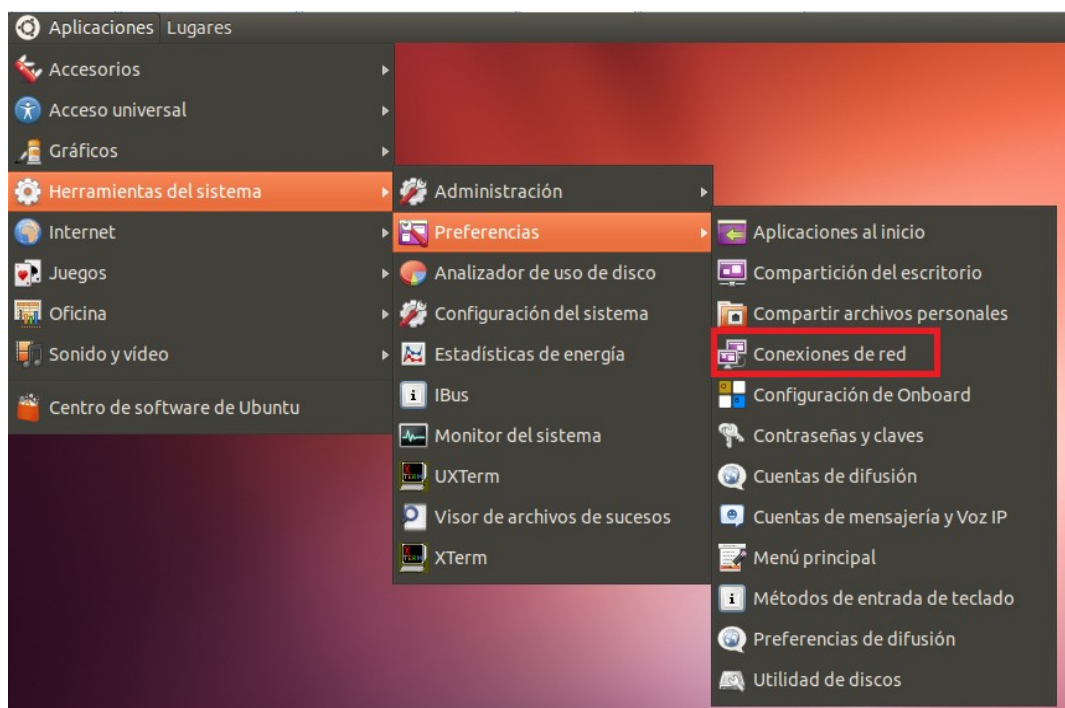 Aplicaciones Lugares
Accesorios
Acceso universal
Gráficos
Herramientas del sistema
Internet
Juegos
Oficina
Sonido y vídeo
Centro de software de Ubuntu
Administración
Preferencias
Analizador de uso de disco
Configuración del sistema
Estadísticas de energía
IBus
Monitor del sistema
UXTerm
Visor de archivos de sucesos
XTerm
Aplicaciones al inicio
Compartición del escritorio
Compartir archivos personales
Conexiones de red
Configuración de Onboard
Contraseñas y claves
Cuentas de difusión
Cuentas de mensajería y Voz IP
Menú principal
Métodos de entrada de teclado
Preferencias de difusión
Utilidad de discos